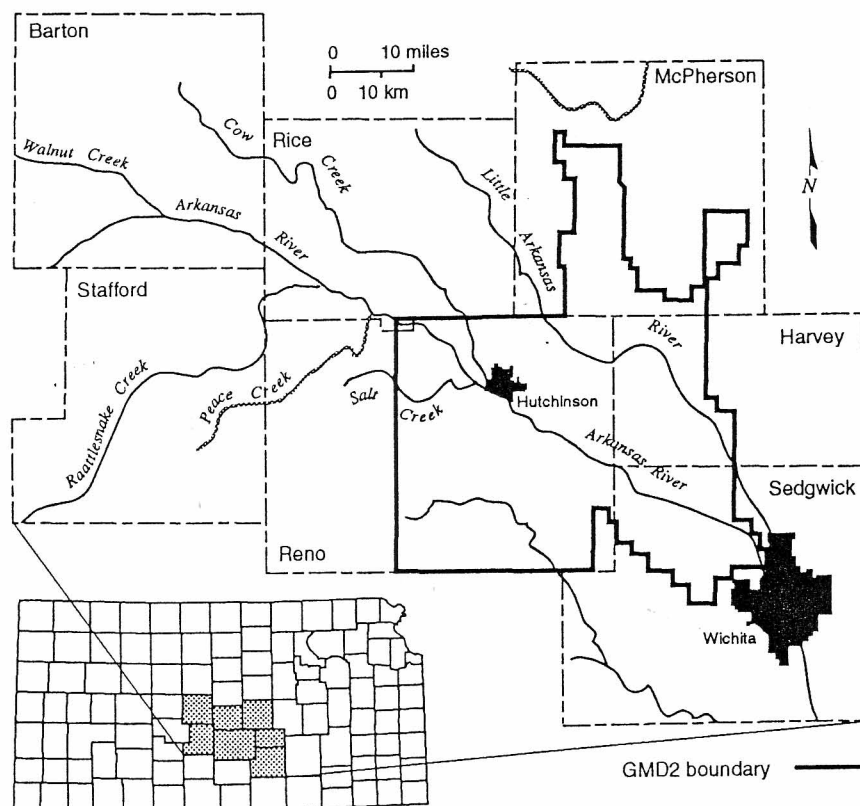 Barton
0 10 miles
0 10 km
McPherson
Cow
Creek
Rice
Walnut Creek
Little
Arkansas
River
N
Arkansas
River
Stafford
Harvey
Raattlesnake Creek
Peace Creek
Salt
Creek
Hutchinson
Arkansas River
Sedgwick
Reno
Wichita
GMD2 boundary